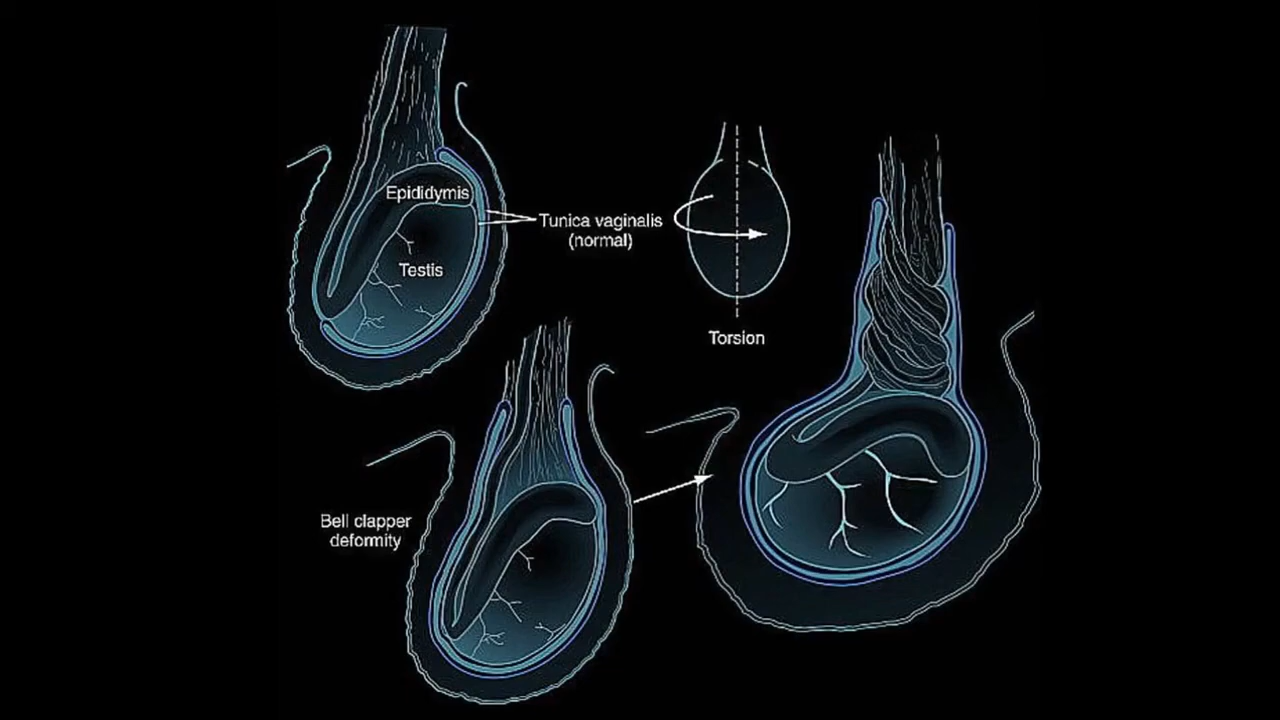 Epididymis
Tunica vaginalis
(normal)
Testis
Torsion
Bell clapper
deformity